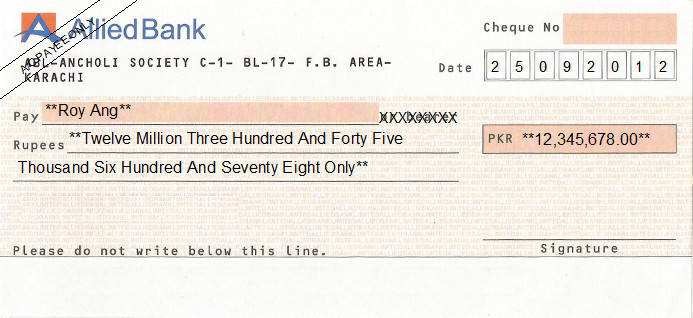 A/C PAYEE ONLY
Allied Bank
Cheque No
ABL-ANCHOLI SOCIETY C-1- BL-17- F.B. AREA-
KARACHI
Date 2 5 0 9 2 0 1 2
Pay **Roy Ang** XXXXXXXX
Rupees **Twelve Million Three Hundred And Forty Five
PKR **12,345,678.00**
Thousand Six Hundred And Seventy Eight Only**
Please do not write below this line.
Signature